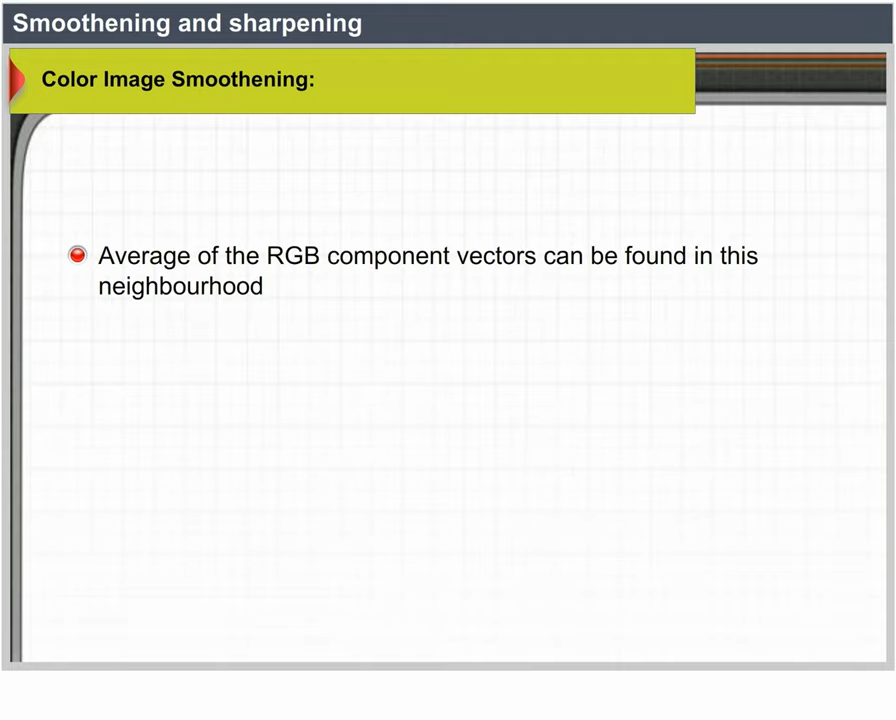 Smoothening and sharpening
Color Image Smoothening:
Average of the RGB component vectors can be found in this
neighbourhood